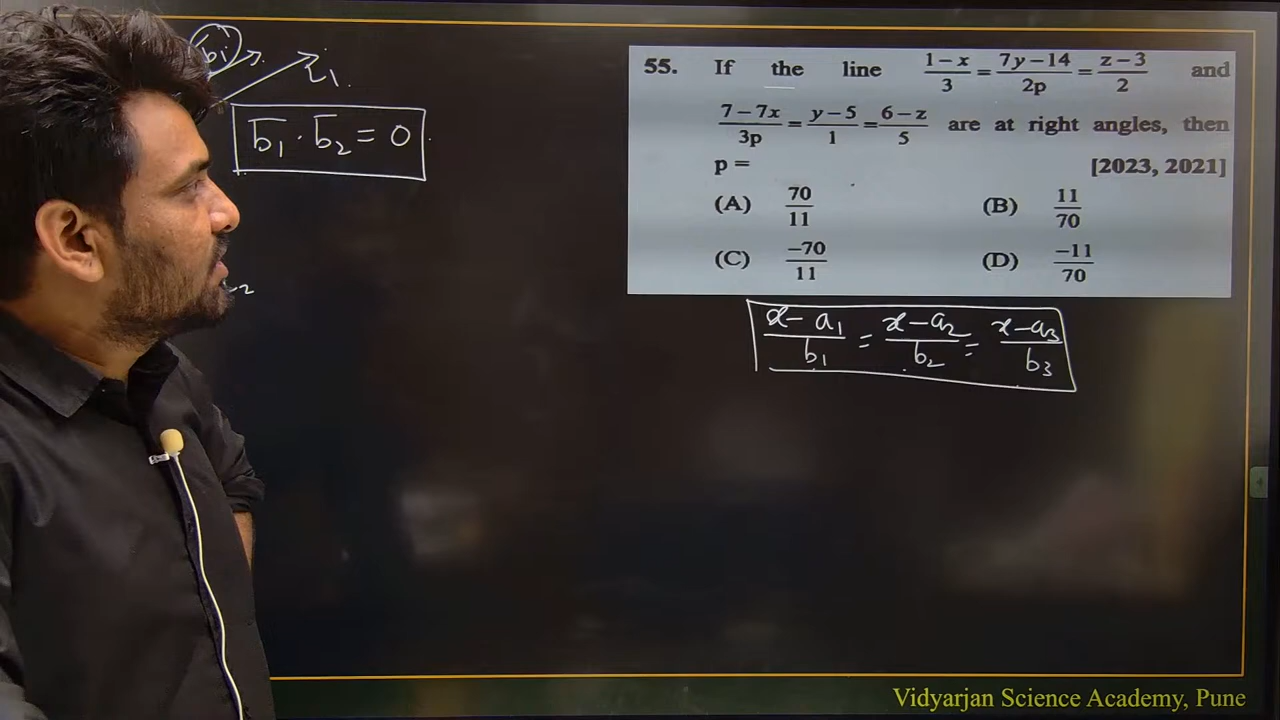 b₁
L₁
b̄₁ · b̄₂ = 0
55. If the line (1 – x)/3 = (7y – 14)/2p = (z – 3)/2 and
(7 – 7x)/3p = (y – 5)/1 = (6 – z)/5 are at right angles, then
p = [2023, 2021]
(A) 70/11 (B) 11/70
(C) –70/11 (D) –11/70
(x – a₁)/b₁ = (x – a₂)/b₂ = (x – a₃)/b₃
Vidyarjan Science Academy, Pune